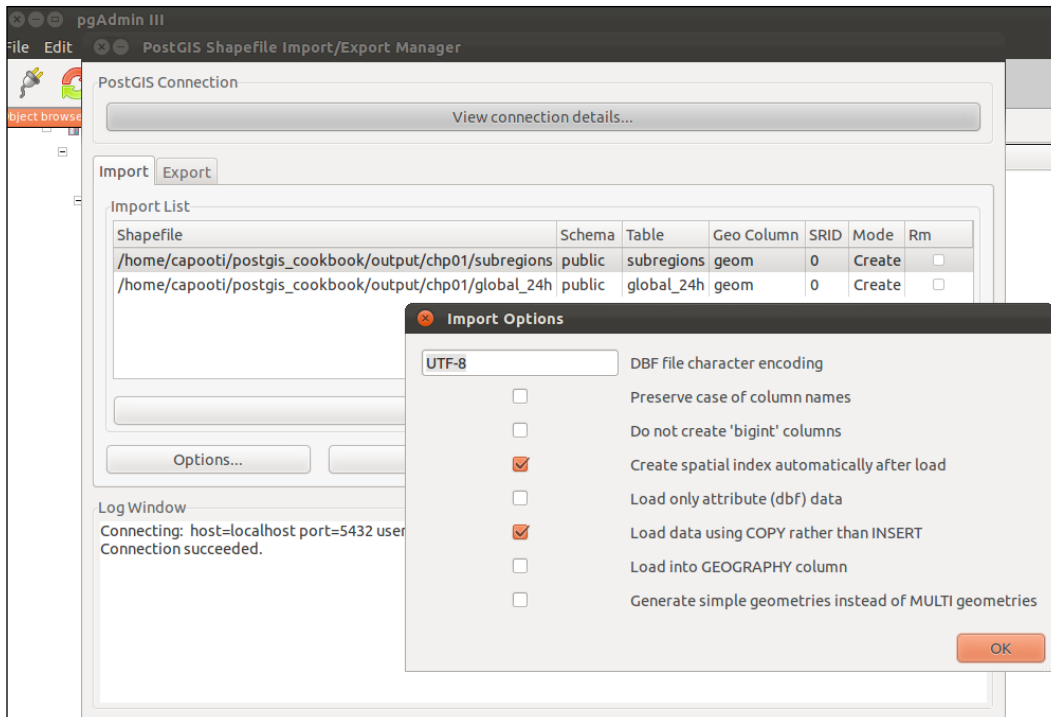 pgAdmin III
File Edit
PostGIS Shapefile Import/Export Manager
PostGIS Connection
View connection details...
Object browse
Import Export
Import List
Shapefile Schema Table Geo Column SRID Mode Rm
/home/capooti/postgis_cookbook/output/chp01/subregions public subregions geom 0 Create
/home/capooti/postgis_cookbook/output/chp01/global_24h public global_24h geom 0 Create
Import Options
UTF-8 DBF file character encoding
Preserve case of column names
Do not create 'bigint' columns
Options...
Create spatial index automatically after load
Load only attribute (dbf) data
Log Window
Connecting: host=localhost port=5432 user
Load data using COPY rather than INSERT
Connection succeeded.
Load into GEOGRAPHY column
Generate simple geometries instead of MULTI geometries
OK